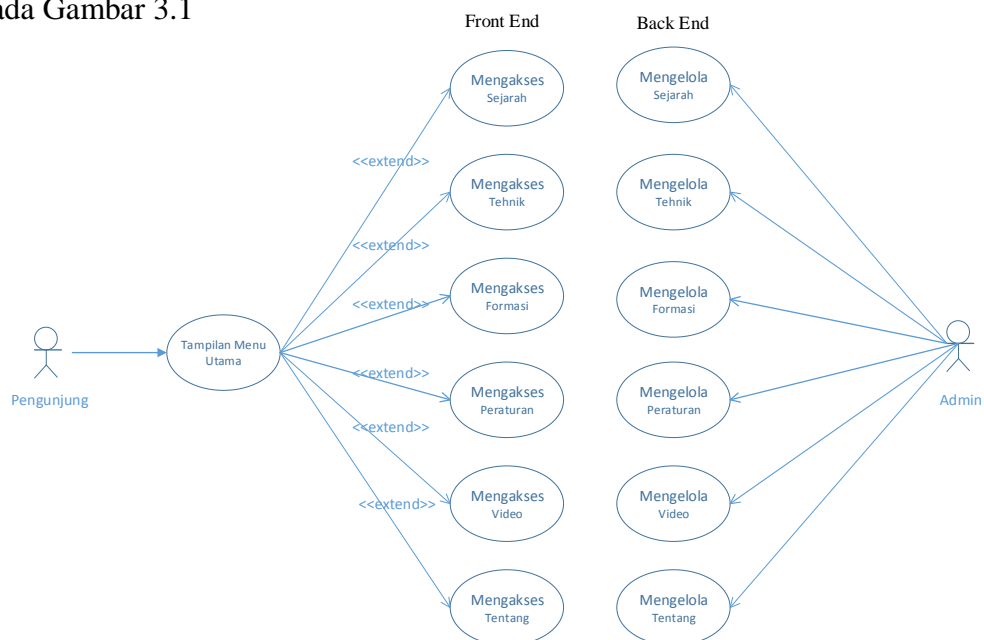 ada Gambar 3.1
Front End
Back End
Mengakses
Sejarah
Mengelola
Sejarah
<<extend>>
Mengakses
Tehnik
Mengelola
Tehnik
<<extend>>
Mengakses
Formasi
Mengelola
Formasi
<<extend>>
Tampilan Menu
Utama
Pengunjung
Admin
<<extend>>
Mengakses
Peraturan
Mengelola
Peraturan
<<extend>>
Mengakses
Video
Mengelola
Video
<<extend>>
Mengakses
Tentang
Mengelola
Tentang